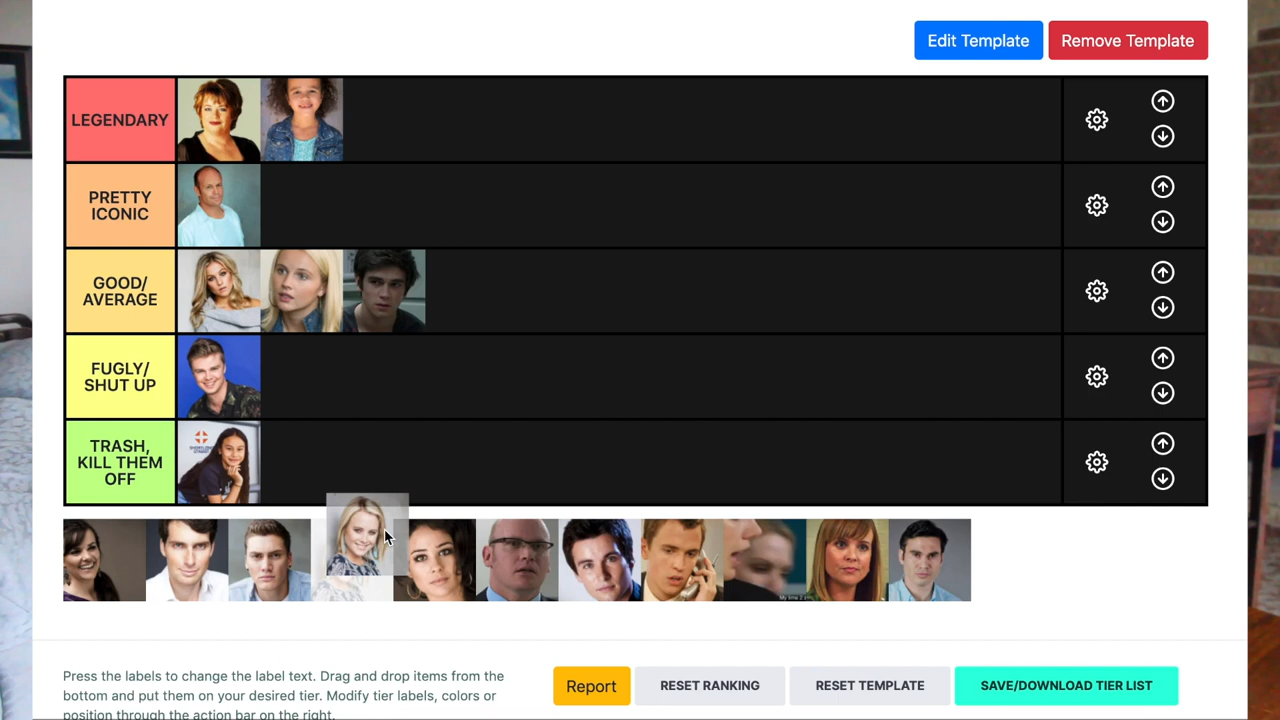 Edit Template
Remove Template
LEGENDARY
PRETTY
ICONIC
GOOD/
AVERAGE
FUGLY/
SHUT UP
TRASH,
KILL THEM
OFF
Press the labels to change the label text. Drag and drop items from the
bottom and put them on your desired tier. Modify tier labels, colors or
position through the action bar on the right.
Report
RESET RANKING
RESET TEMPLATE
SAVE/DOWNLOAD TIER LIST